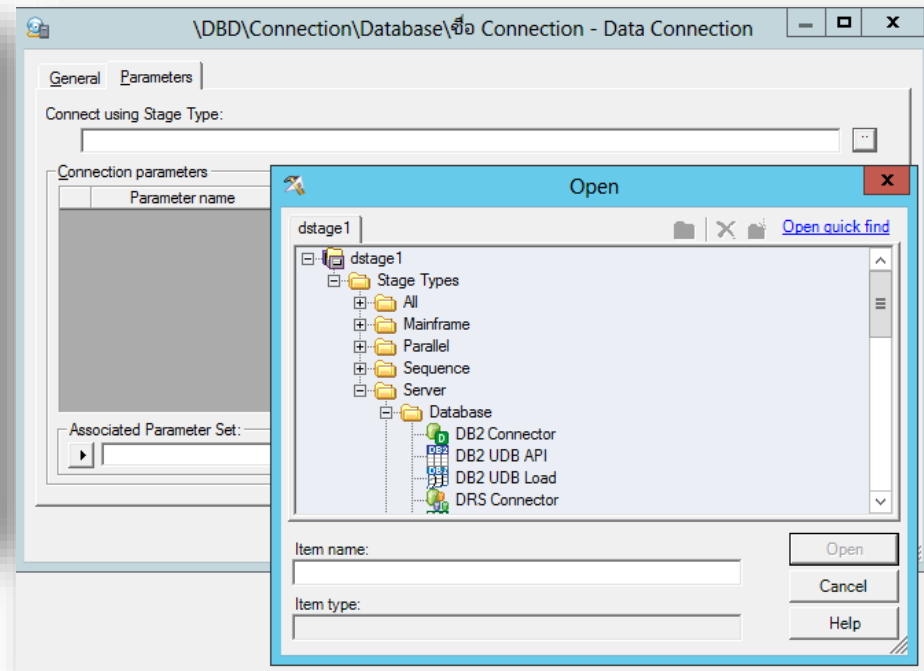 \DBD\Connection\Database\ชื่อ Connection - Data Connection
General Parameters
Connect using Stage Type:
Connection parameters
Parameter name
Associated Parameter Set:
Open
dstage1 Open quick find
dstage1
Stage Types
All
Mainframe
Parallel
Sequence
Server
Database
DB2 Connector
DB2 UDB API
DB2 UDB Load
DRS Connector
Item name:
Open
Cancel
Item type:
Help